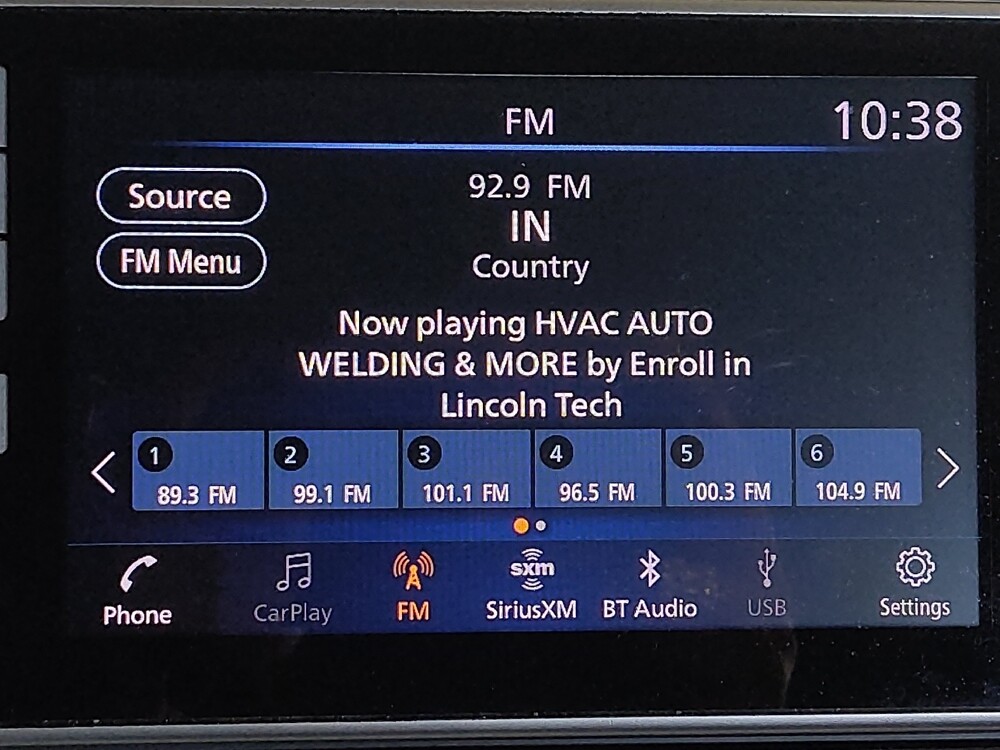 FM
10:38
Source
92.9 FM
IN
FM Menu
Country
Now playing HVAC AUTO
WELDING & MORE by Enroll in
Lincoln Tech
1 2 3 4 5 6
89.3 FM 99.1 FM 101.1 FM 96.5 FM 100.3 FM 104.9 FM
sxm
Phone CarPlay FM SiriusXM BT Audio USB Settings